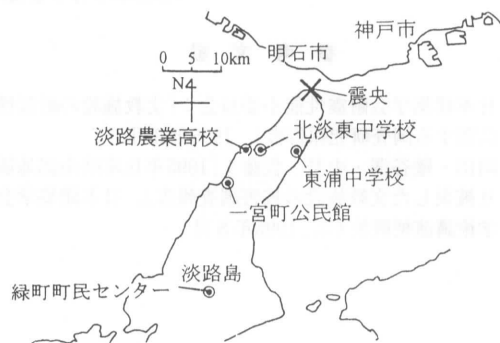 神戸市
明石市
0 5 10km
N
震央
淡路農業高校
北淡東中学校
東浦中学校
一宮町公民館
淡路島
緑町町民センター